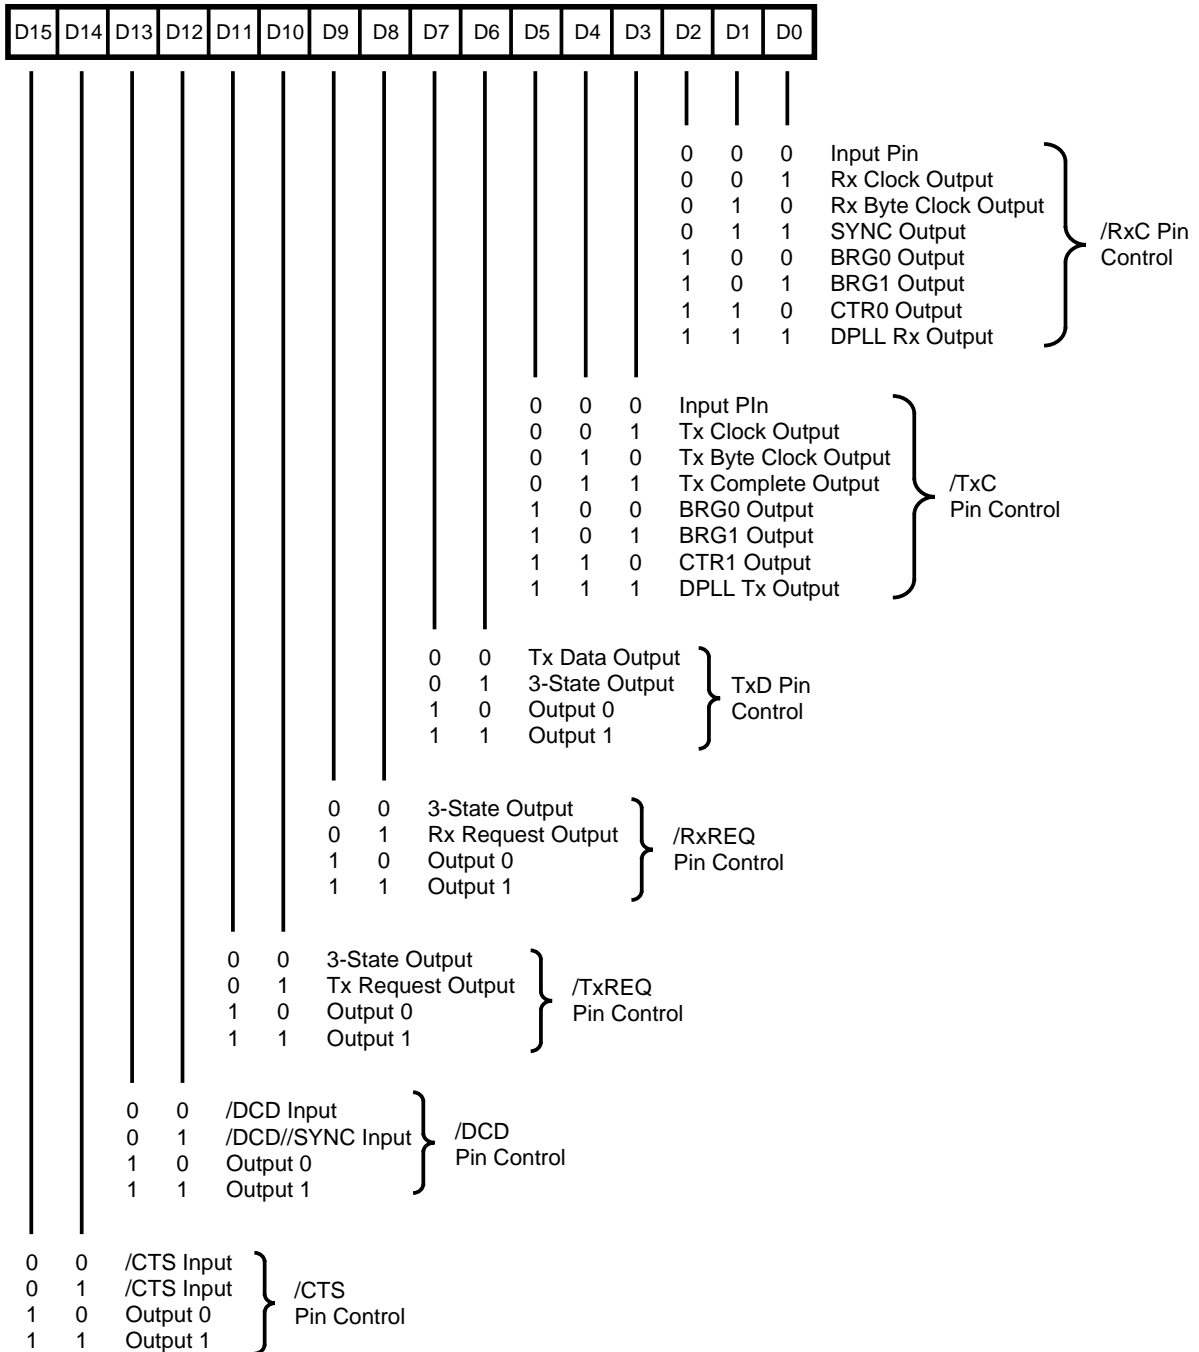 D15 D14 D13 D12 D11 D10 D9 D8 D7 D6 D5 D4 D3 D2 D1 D0
0 0 0 Input Pin
0 0 1 Rx Clock Output
0 1 0 Rx Byte Clock Output
0 1 1 SYNC Output
1 0 0 BRG0 Output
1 0 1 BRG1 Output
1 1 0 CTR0 Output
1 1 1 DPLL Rx Output
/RxC Pin
Control
0 0 0 Input PIn
0 0 1 Tx Clock Output
0 1 0 Tx Byte Clock Output
0 1 1 Tx Complete Output
1 0 0 BRG0 Output
1 0 1 BRG1 Output
1 1 0 CTR1 Output
1 1 1 DPLL Tx Output
/TxC
Pin Control
0 0 Tx Data Output
0 1 3-State Output
1 0 Output 0
1 1 Output 1
TxD Pin
Control
0 0 3-State Output
0 1 Rx Request Output
1 0 Output 0
1 1 Output 1
/RxREQ
Pin Control
0 0 3-State Output
0 1 Tx Request Output
1 0 Output 0
1 1 Output 1
/TxREQ
Pin Control
0 0 /DCD Input
0 1 /DCD//SYNC Input
1 0 Output 0
1 1 Output 1
/DCD
Pin Control
0 0 /CTS Input
0 1 /CTS Input
1 0 Output 0
1 1 Output 1
/CTS
Pin Control